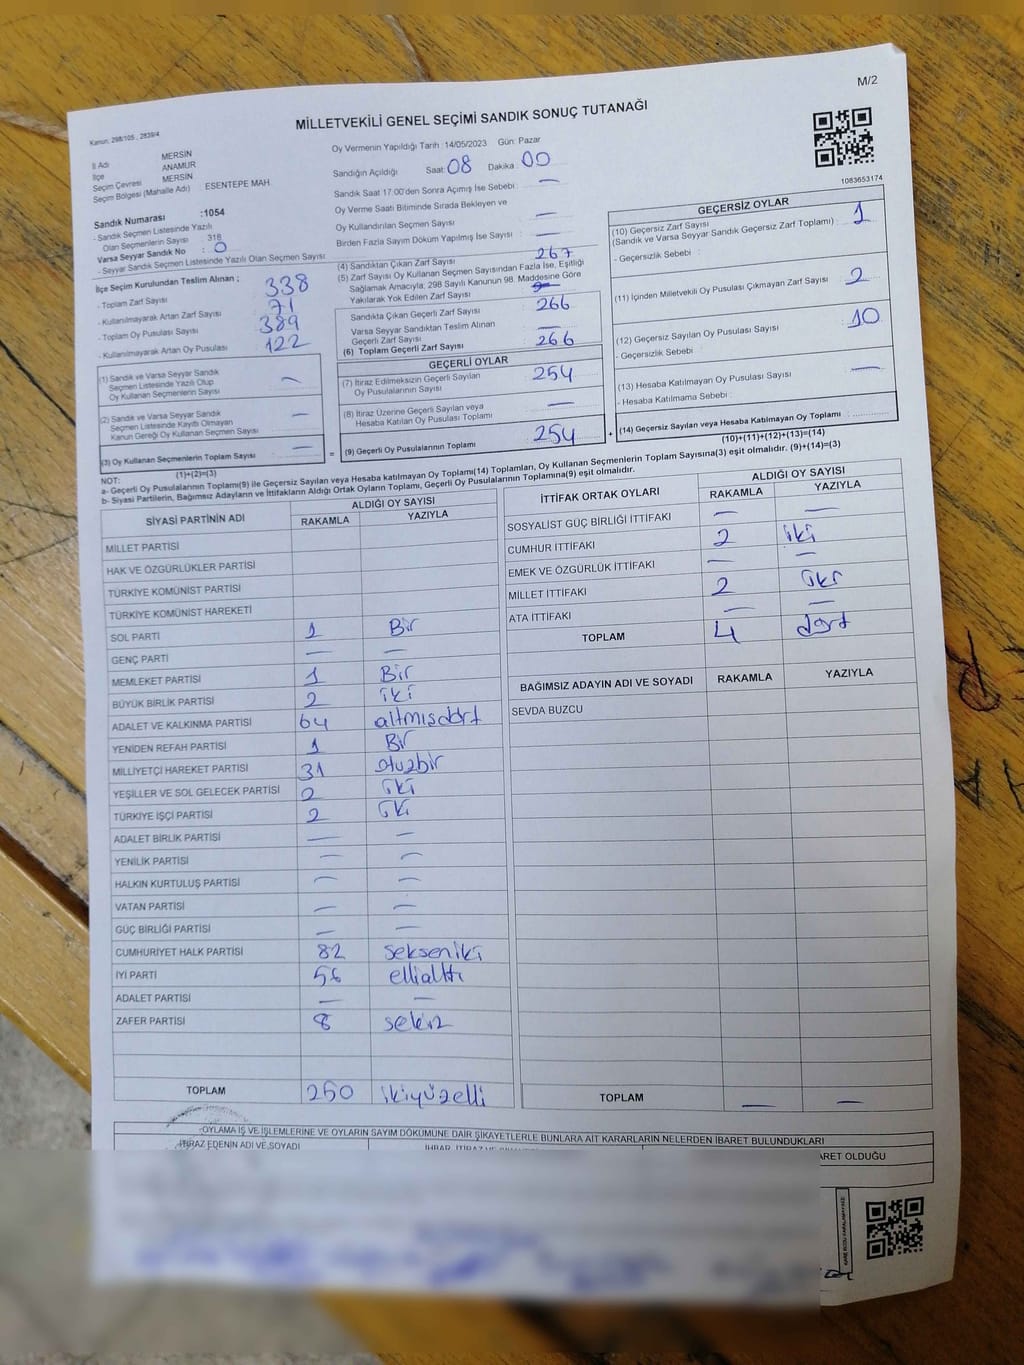 M/2
Kanun: 298/105 , 2839/4
MİLLETVEKİLİ GENEL SEÇİMİ SANDIK SONUÇ TUTANAĞI
İl Adı MERSİN
İlçe ANAMUR
Seçim Çevresi MERSİN
Seçim Bölgesi (Mahalle Adı) ESENTEPE MAH.
Sandık Numarası :1054
- Sandık Seçmen Listesinde Yazılı
Olan Seçmenlerin Sayısı : 318
Varsa Seyyar Sandık No : 0
- Seyyar Sandık Seçmen Listesinde Yazılı Olan Seçmen Sayısı
İlçe Seçim Kurulundan Teslim Alınan ;
- Toplam Zarf Sayısı 338
- Kullanılmayarak Artan Zarf Sayısı 71
- Toplam Oy Pusulası Sayısı 389
- Kullanılmayarak Artan Oy Pusulası 122
(1) Sandık ve Varsa Seyyar Sandık
Seçmen Listesinde Yazılı Olup
Oy Kullanan Seçmenlerin Sayısı —
(2) Sandık ve Varsa Seyyar Sandık
Seçmen Listesinde Kayıtlı Olmayan
Kanun Gereği Oy Kullanan Seçmen Sayısı —
(3) Oy Kullanan Seçmenlerin Toplam Sayısı —
(1)+(2)=(3)
Oy Vermenin Yapıldığı Tarih :14/05/2023 Gün: Pazar
Sandığın Açıldığı Saat: 08 Dakika : 00
Sandık Saat 17.00'den Sonra Açımış İse Sebebi : —
Oy Verme Saati Bitiminde Sırada Bekleyen ve
Oy Kullandırılan Seçmen Sayısı : —
Birden Fazla Sayım Döküm Yapılmış İse Sayısı : —
(4) Sandıktan Çıkan Zarf Sayısı 267
(5) Zarf Sayısı Oy Kullanan Seçmen Sayısından Fazla İse, Eşitliği
Sağlamak Amacıyla, 298 Sayılı Kanunun 98. Maddesine Göre
Yakılarak Yok Edilen Zarf Sayısı
Sandıkta Çıkan Geçerli Zarf Sayısı 266
Varsa Seyyar Sandıktan Teslim Alınan
Geçerli Zarf Sayısı —
(6) Toplam Geçerli Zarf Sayısı 266
GEÇERLİ OYLAR
(7) İtiraz Edilmeksizin Geçerli Sayılan
Oy Pusulalarının Sayısı 254
(8) İtiraz Üzerine Geçerli Sayılan veya
Hesaba Katılan Oy Pusulası Toplamı —
= (9) Geçerli Oy Pusulalarının Toplamı 254
1083653174
GEÇERSİZ OYLAR
(10) Geçersiz Zarf Sayısı
(Sandık ve Varsa Seyyar Sandık Geçersiz Zarf Toplamı) : 1
- Geçersizlik Sebebi :
(11) İçinden Milletvekili Oy Pusulası Çıkmayan Zarf Sayısı : 2
(12) Geçersiz Sayılan Oy Pusulası Sayısı : 10
- Geçersizlik Sebebi :
(13) Hesaba Katılmayan Oy Pusulası Sayısı : —
- Hesaba Katılmama Sebebi :
+ (14) Geçersiz Sayılan veya Hesaba Katılmayan Oy Toplamı : ............
(10)+(11)+(12)+(13)=(14)
NOT:
a- Geçerli Oy Pusulalarının Toplamı(9) ile Geçersiz Sayılan veya Hesaba katılmayan Oy Toplamı(14) Toplamları, Oy Kullanan Seçmenlerin Toplam Sayısına(3) eşit olmalıdır. (9)+(14)=(3)
b- Siyasi Partilerin, Bağımsız Adayların ve İttifakların Aldığı Ortak Oyların Toplamı, Geçerli Oy Pusulalarının Toplamına(9) eşit olmalıdır.
SİYASİ PARTİNİN ADI ALDIĞI OY SAYISI
RAKAMLA YAZIYLA
MİLLET PARTİSİ
HAK VE ÖZGÜRLÜKLER PARTİSİ
TÜRKİYE KOMÜNİST PARTİSİ
TÜRKİYE KOMÜNİST HAREKETİ
SOL PARTİ 1 Bir
GENÇ PARTİ — —
MEMLEKET PARTİSİ 1 Bir
BÜYÜK BİRLİK PARTİSİ 2 iki
ADALET VE KALKINMA PARTİSİ 64 altmısdört
YENİDEN REFAH PARTİSİ 1 Bir
MİLLİYETÇİ HAREKET PARTİSİ 31 otuzbir
YEŞİLLER VE SOL GELECEK PARTİSİ 2 iki
TÜRKİYE İŞÇİ PARTİSİ 2 iki
ADALET BİRLİK PARTİSİ — —
YENİLİK PARTİSİ — —
HALKIN KURTULUŞ PARTİSİ — —
VATAN PARTİSİ — —
GÜÇ BİRLİĞİ PARTİSİ — —
CUMHURİYET HALK PARTİSİ 82 sekseniki
İYİ PARTİ 56 ellialtı
ADALET PARTİSİ — —
ZAFER PARTİSİ 8 sekiz
TOPLAM 250 ikiyüzelli
İTTİFAK ORTAK OYLARI ALDIĞI OY SAYISI
RAKAMLA YAZIYLA
SOSYALİST GÜÇ BİRLİĞİ İTTİFAKI — —
CUMHUR İTTİFAKI 2 iki
EMEK VE ÖZGÜRLÜK İTTİFAKI — —
MİLLET İTTİFAKI 2 iki
ATA İTTİFAKI — —
TOPLAM 4 dört
BAĞIMSIZ ADAYIN ADI VE SOYADI RAKAMLA YAZIYLA
SEVDA BUZCU
TOPLAM — —
OYLAMA İŞ VE İŞLEMLERİNE VE OYLARIN SAYIM DÖKÜMÜNE DAİR ŞİKAYETLERLE BUNLARA AİT KARARLARIN NELERDEN İBARET BULUNDUKLARI
İTİRAZ EDENİN ADI VE SOYADI
ARET OLDUĞU